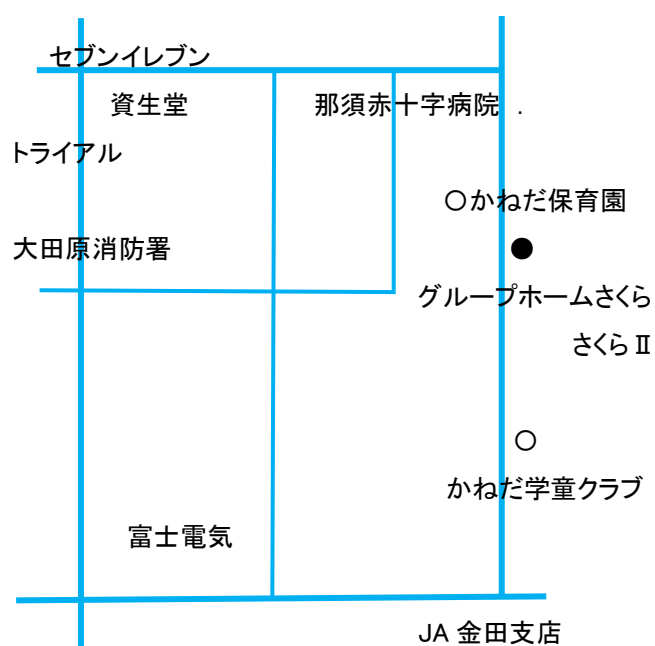 セブンイレブン
資生堂
那須赤十字病院 .
トライアル
〇かねだ保育園
大田原消防署
●
グループホームさくら
さくらⅡ
〇
かねだ学童クラブ
富士電気
JA 金田支店